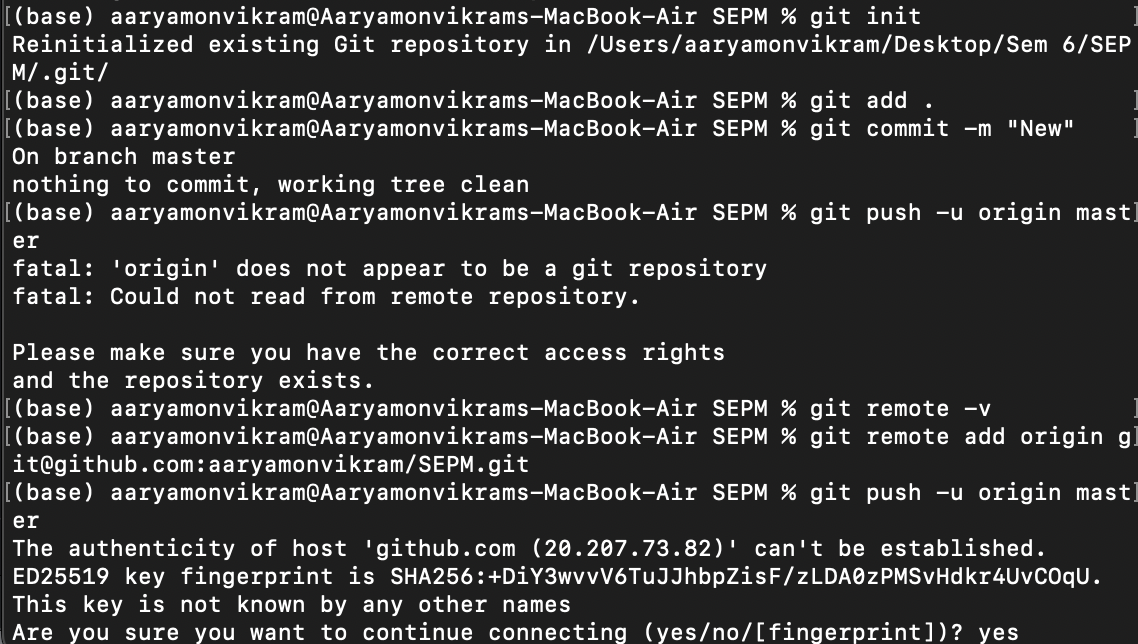 [(base) aaryamonvikram@Aaryamonvikrams-MacBook-Air SEPM % git init ]
Reinitialized existing Git repository in /Users/aaryamonvikram/Desktop/Sem 6/SEP
M/.git/
[(base) aaryamonvikram@Aaryamonvikrams-MacBook-Air SEPM % git add . ]
[(base) aaryamonvikram@Aaryamonvikrams-MacBook-Air SEPM % git commit -m "New" ]
On branch master
nothing to commit, working tree clean
[(base) aaryamonvikram@Aaryamonvikrams-MacBook-Air SEPM % git push -u origin mast]
er
fatal: 'origin' does not appear to be a git repository
fatal: Could not read from remote repository.

Please make sure you have the correct access rights
and the repository exists.
[(base) aaryamonvikram@Aaryamonvikrams-MacBook-Air SEPM % git remote -v ]
[(base) aaryamonvikram@Aaryamonvikrams-MacBook-Air SEPM % git remote add origin g]
it@github.com:aaryamonvikram/SEPM.git
[(base) aaryamonvikram@Aaryamonvikrams-MacBook-Air SEPM % git push -u origin mast]
er
The authenticity of host 'github.com (20.207.73.82)' can't be established.
ED25519 key fingerprint is SHA256:+DiY3wvvV6TuJJhbpZisF/zLDA0zPMSvHdkr4UvCOqU.
This key is not known by any other names
Are you sure you want to continue connecting (yes/no/[fingerprint])? yes